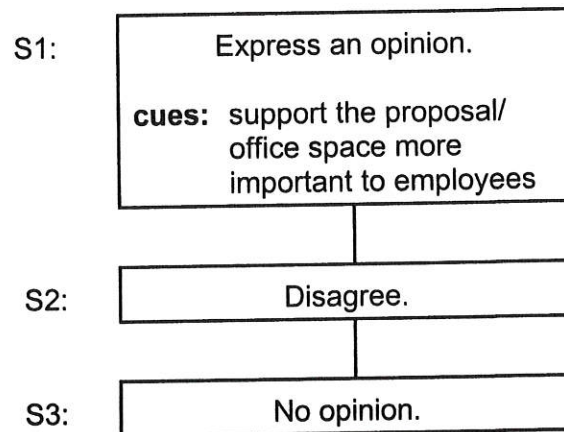 S1: Express an opinion.
cues: support the proposal/
office space more
important to employees
S2: Disagree.
S3: No opinion.